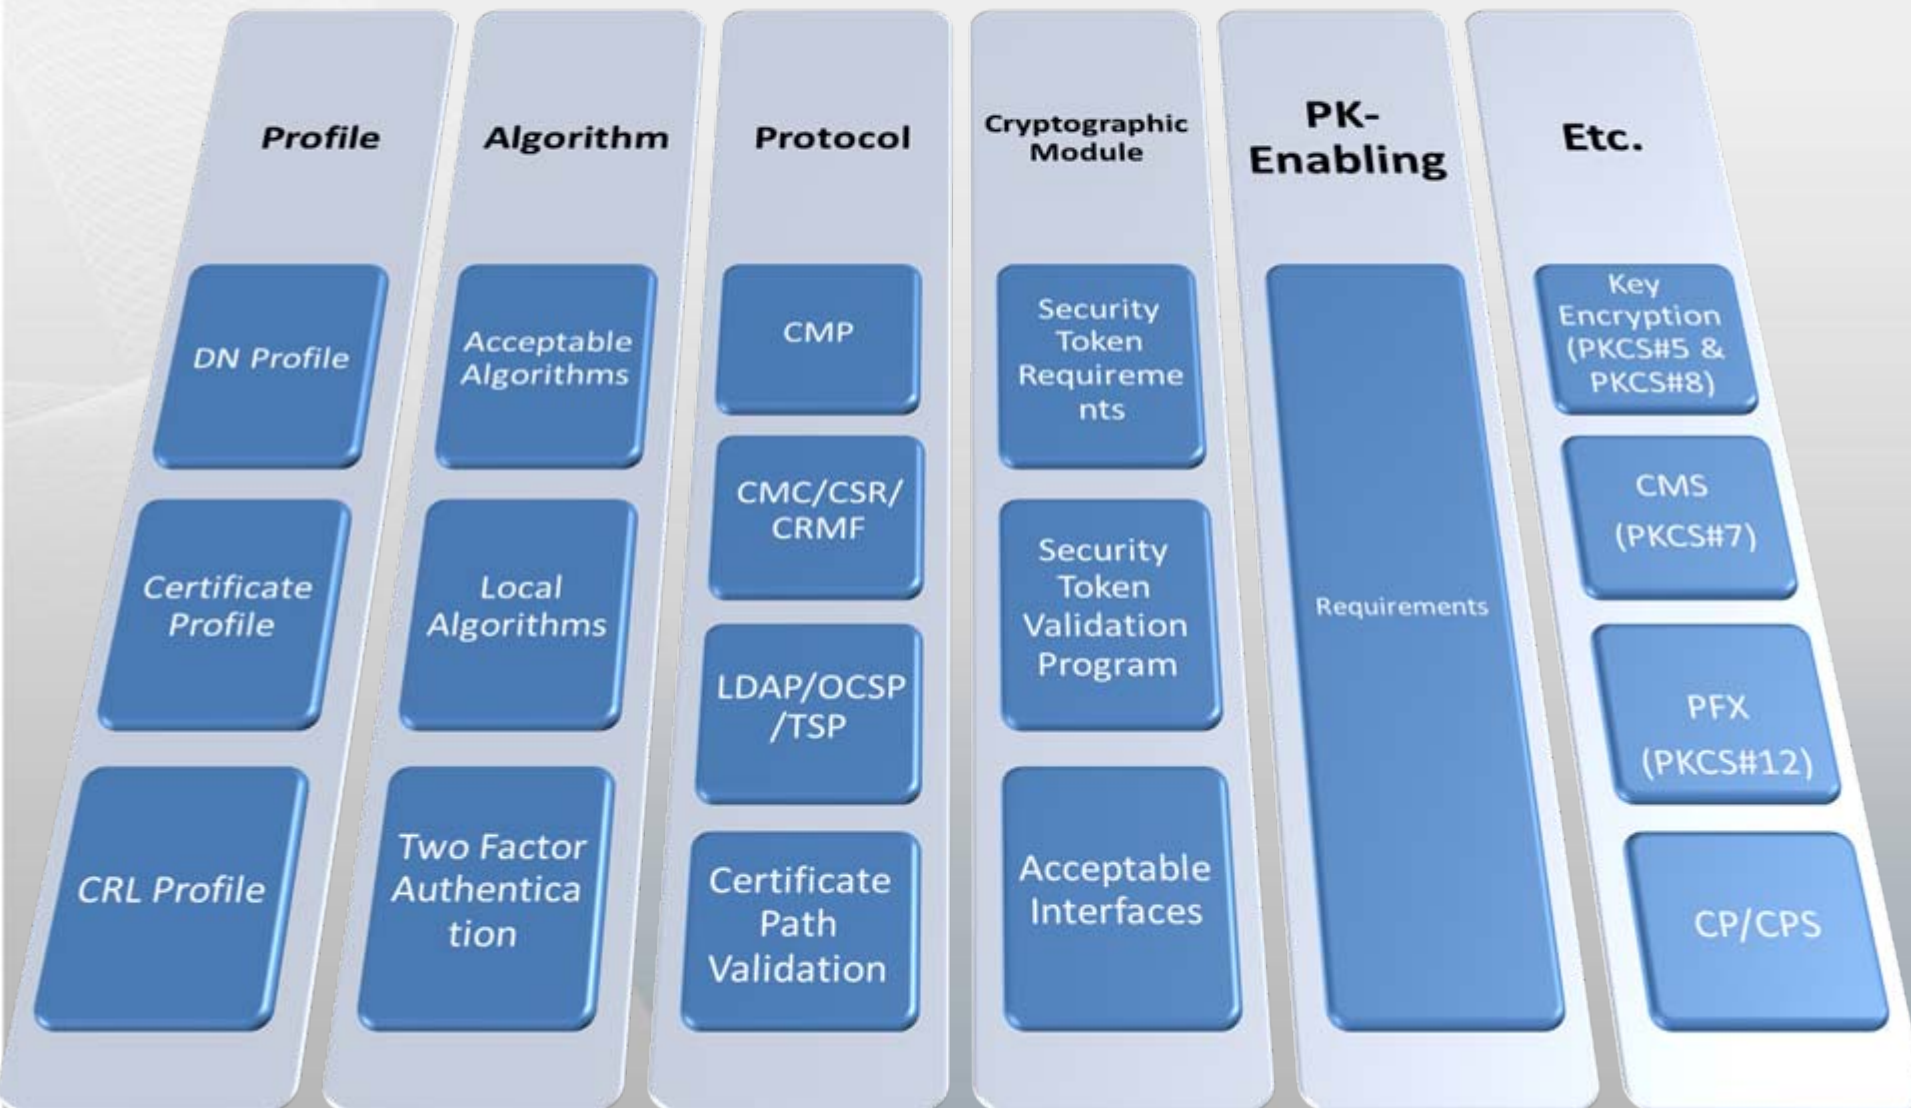 Profile
DN Profile
Certificate
Profile
CRL Profile
Algorithm
Acceptable
Algorithms
Local
Algorithms
Two Factor
Authentica
tion
Protocol
CMP
CMC/CSR/
CRMF
LDAP/OCSP
/TSP
Certificate
Path
Validation
Cryptographic
Module
Security
Token
Requireme
nts
Security
Token
Validation
Program
Acceptable
Interfaces
PK-
Enabling
Requirements
Etc.
Key
Encryption
(PKCS#5 &
PKCS#8)
CMS
(PKCS#7)
PFX
(PKCS#12)
CP/CPS